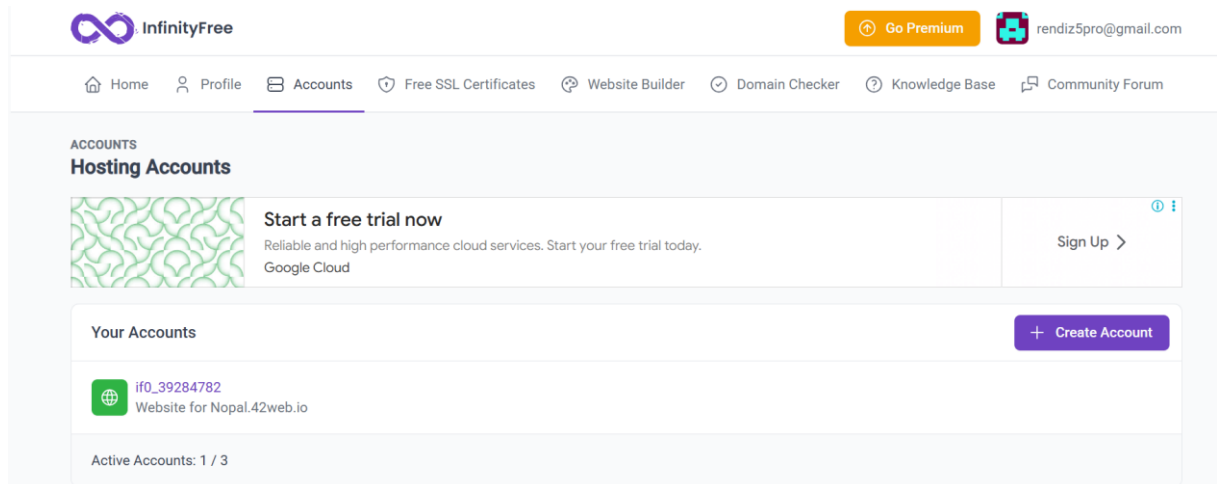 InfinityFree
Go Premium
rendiz5pro@gmail.com
Home
Profile
Accounts
Free SSL Certificates
Website Builder
Domain Checker
Knowledge Base
Community Forum
ACCOUNTS
Hosting Accounts
Start a free trial now
Reliable and high performance cloud services. Start your free trial today.
Google Cloud
Sign Up
Your Accounts
Create Account
if0_39284782
Website for Nopal.42web.io
Active Accounts: 1 / 3